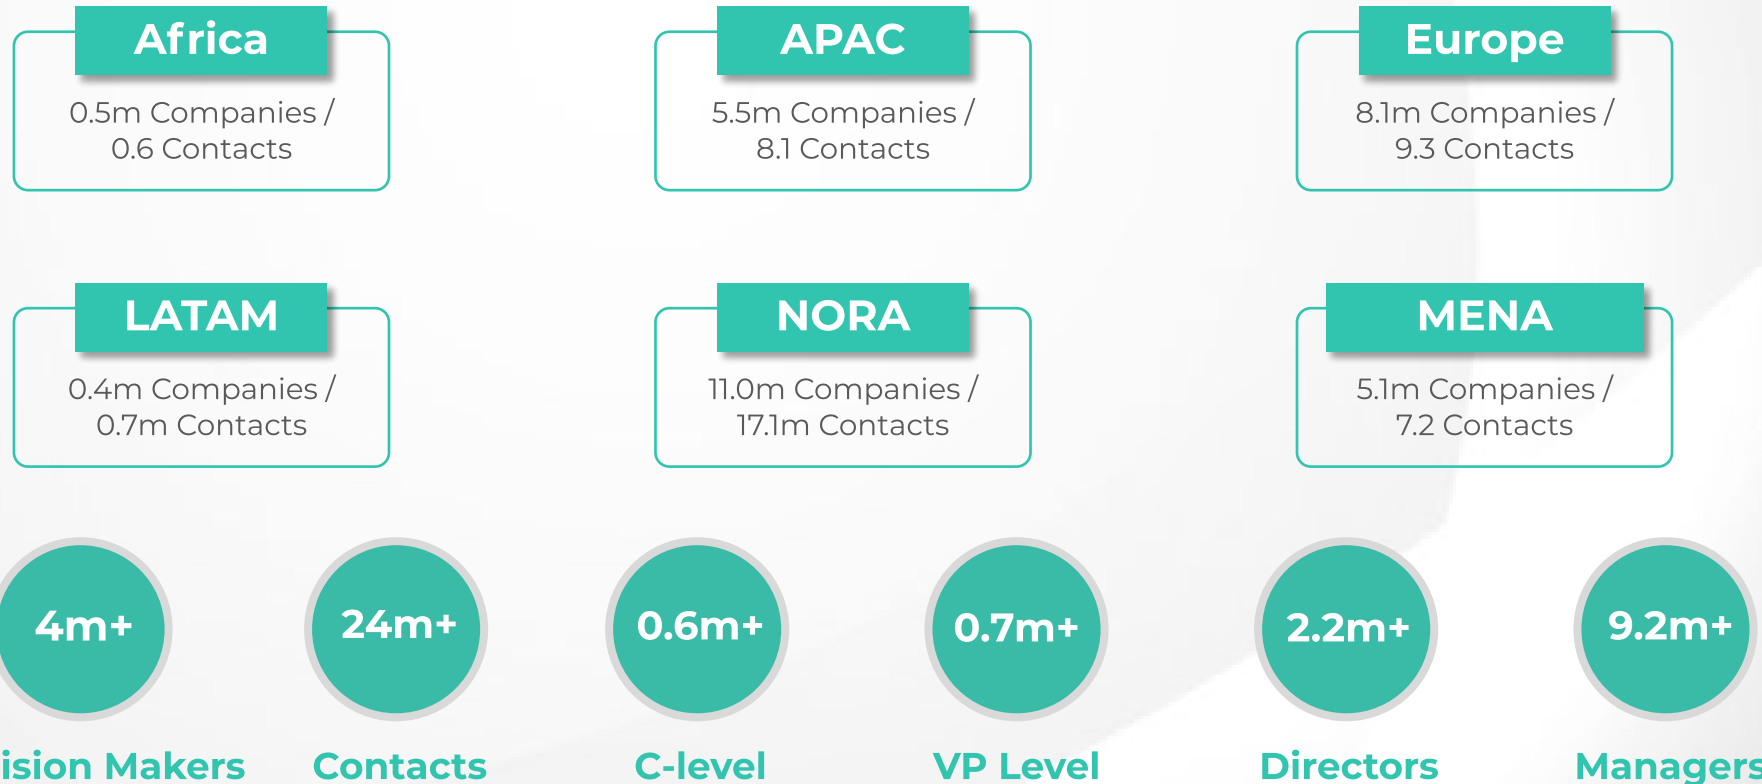 Africa
0.5m Companies /
0.6 Contacts
APAC
5.5m Companies /
8.1 Contacts
Europe
8.1m Companies /
9.3 Contacts
LATAM
0.4m Companies /
0.7m Contacts
NORA
11.0m Companies /
17.1m Contacts
MENA
5.1m Companies /
7.2 Contacts
4m+
24m+
0.6m+
0.7m+
2.2m+
9.2m+
ision Makers
Contacts
C-level
VP Level
Directors
Managers